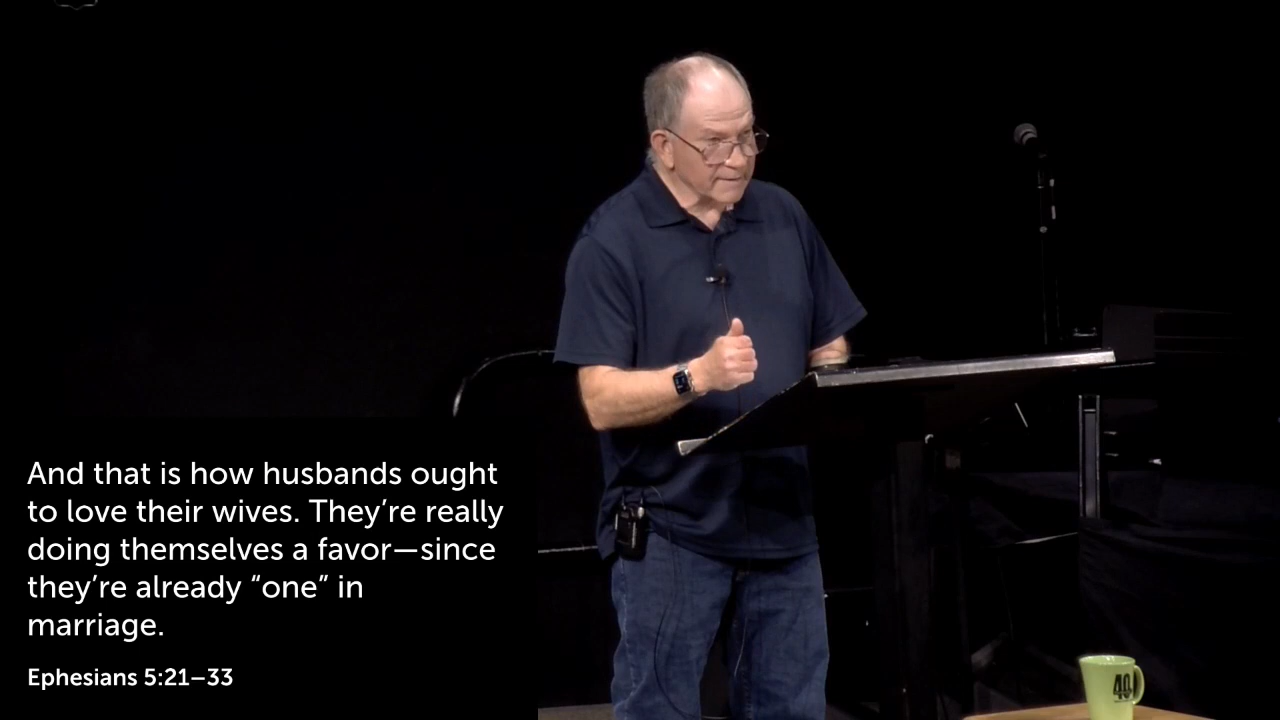 And that is how husbands ought
to love their wives. They’re really
doing themselves a favor—since
they’re already “one” in
marriage.
Ephesians 5:21–33
40